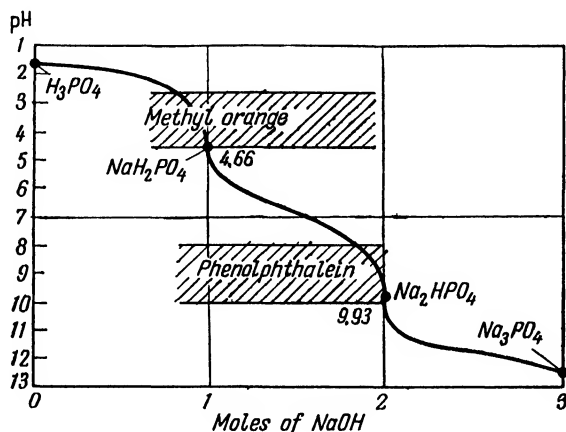 pH
1
2
H₃PO₄
3
Methyl orange
4
4.66
NaH₂PO₄
5
6
7
8
Phenolphthalein
9
Na₂HPO₄
10
9.93
11
Na₃PO₄
12
13
0 1 2 3
Moles of NaOH